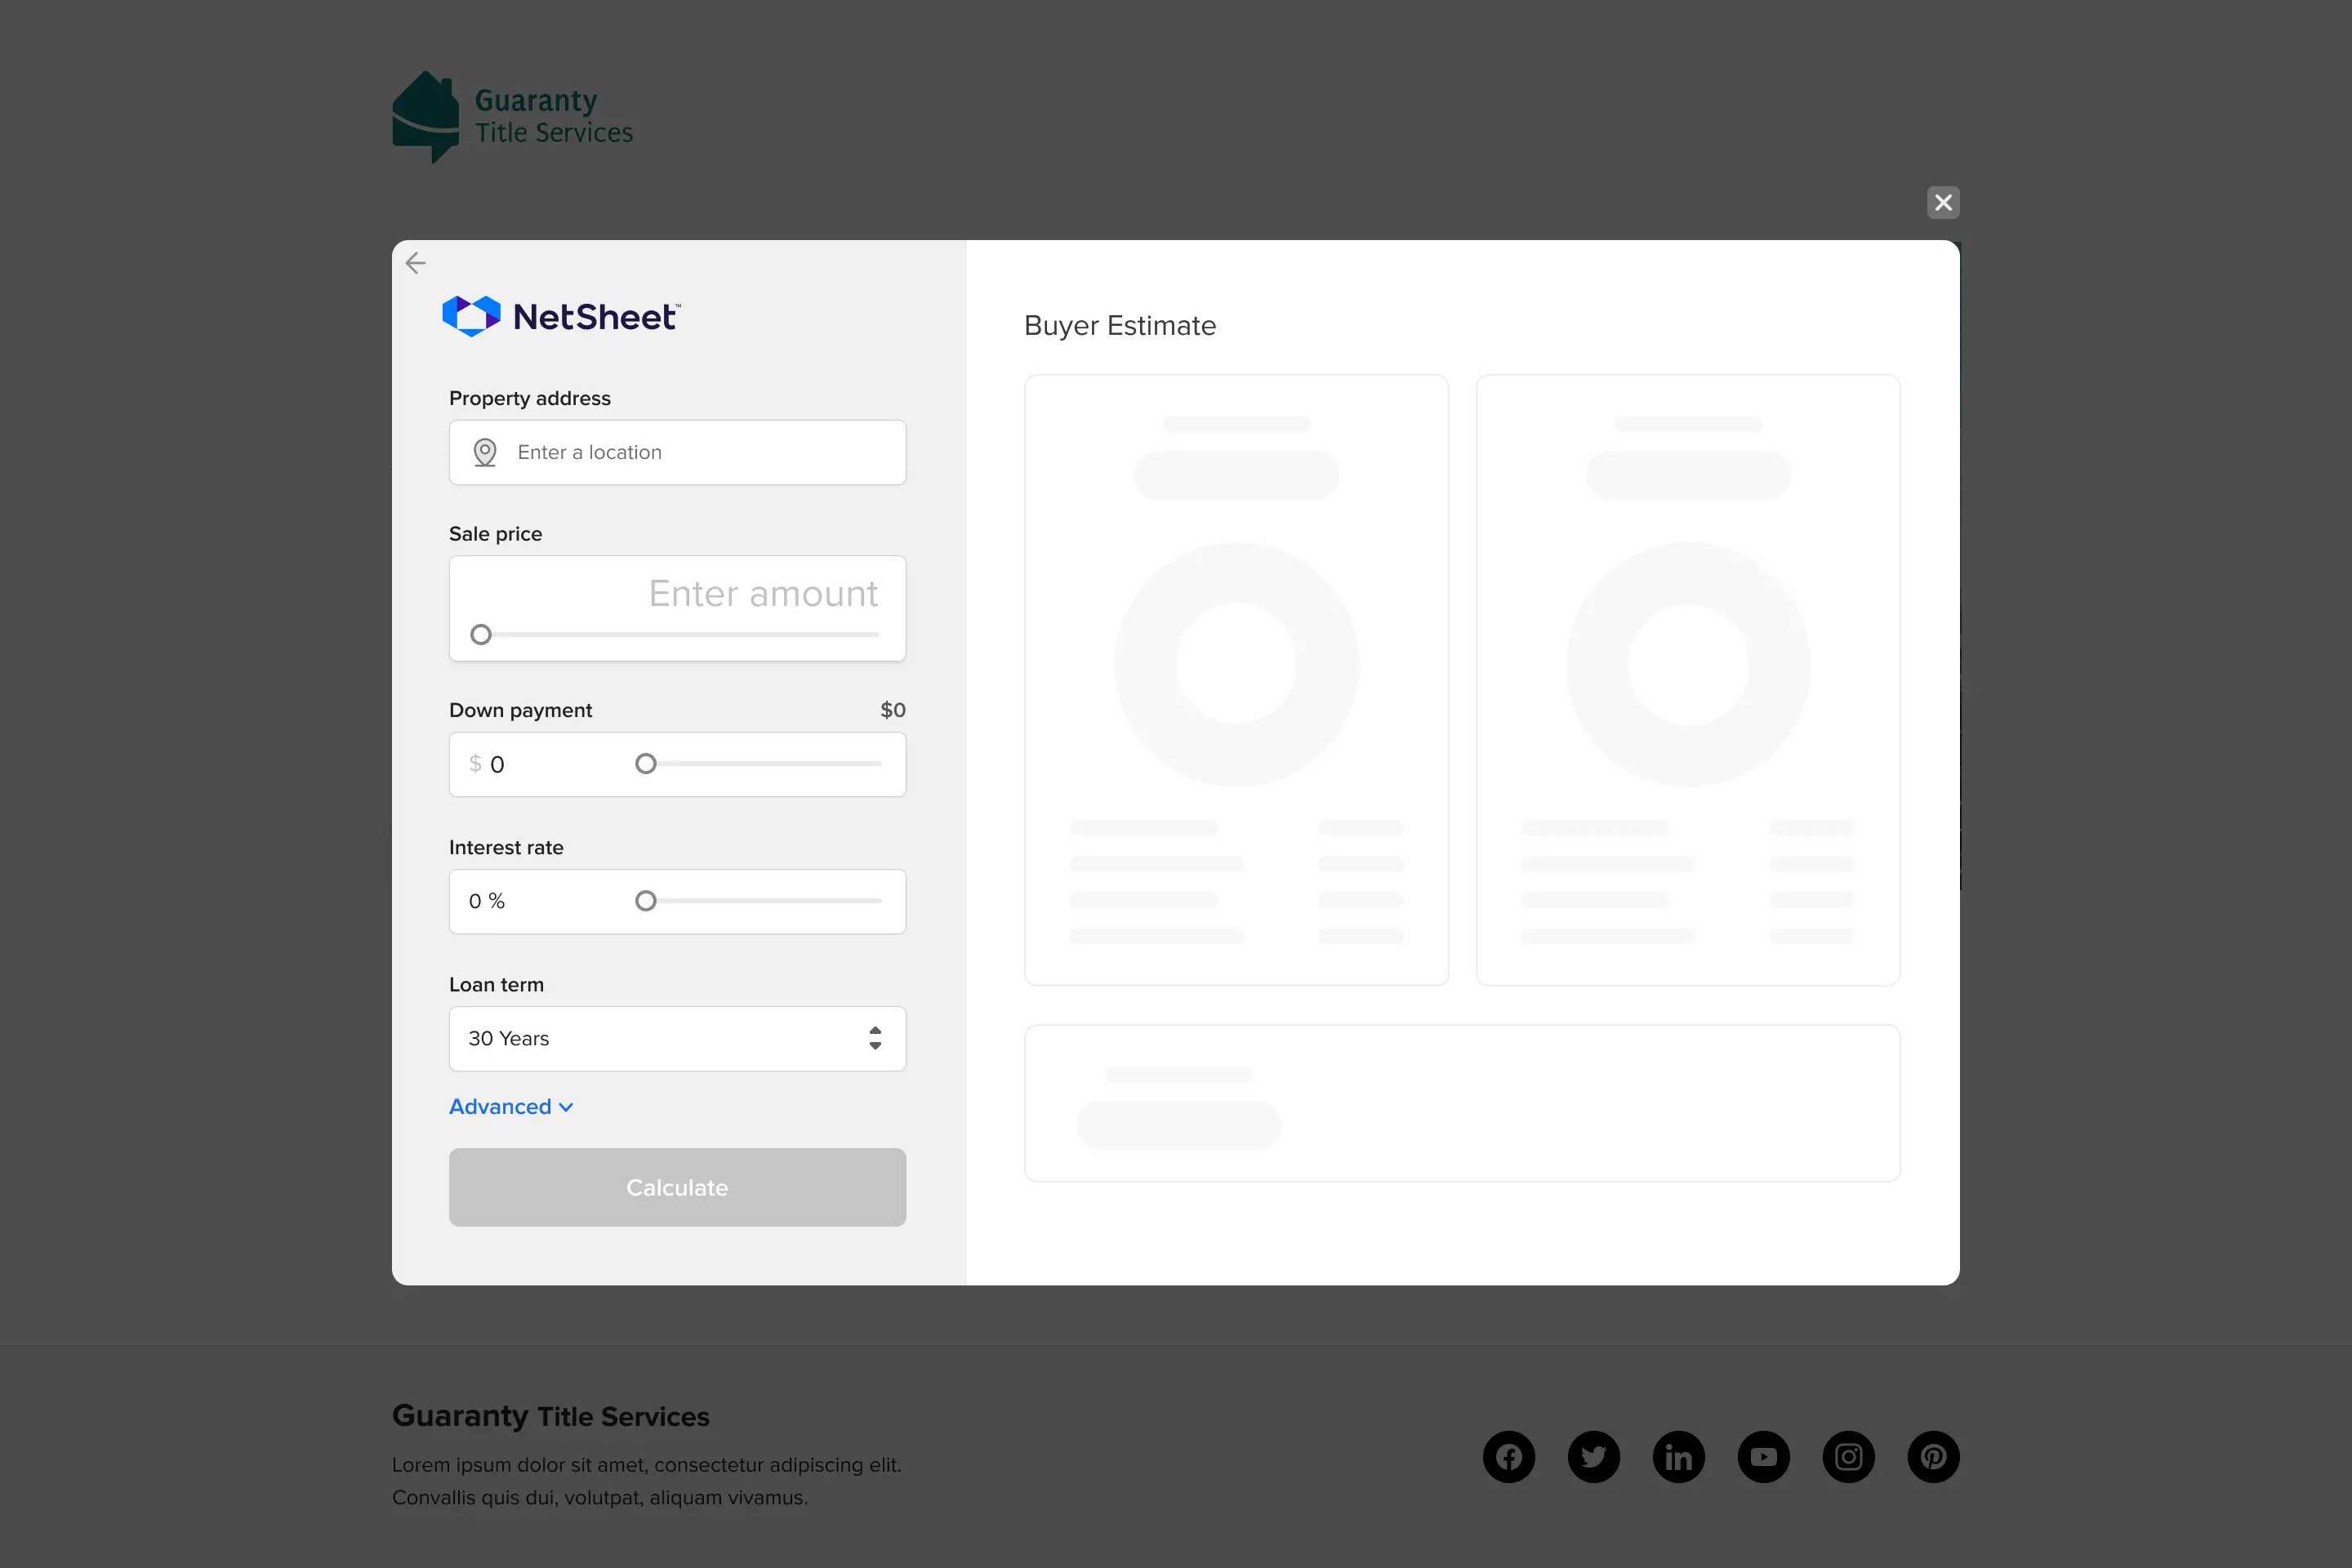 Guaranty
Title Services
NetSheet™
Property address
Enter a location
Sale price
Enter amount
Down payment $0
$ 0
Interest rate
0 %
Loan term
30 Years
Advanced
Calculate
Buyer Estimate
Guaranty Title Services
Lorem ipsum dolor sit amet, consectetur adipiscing elit.
Convallis quis dui, volutpat, aliquam vivamus.